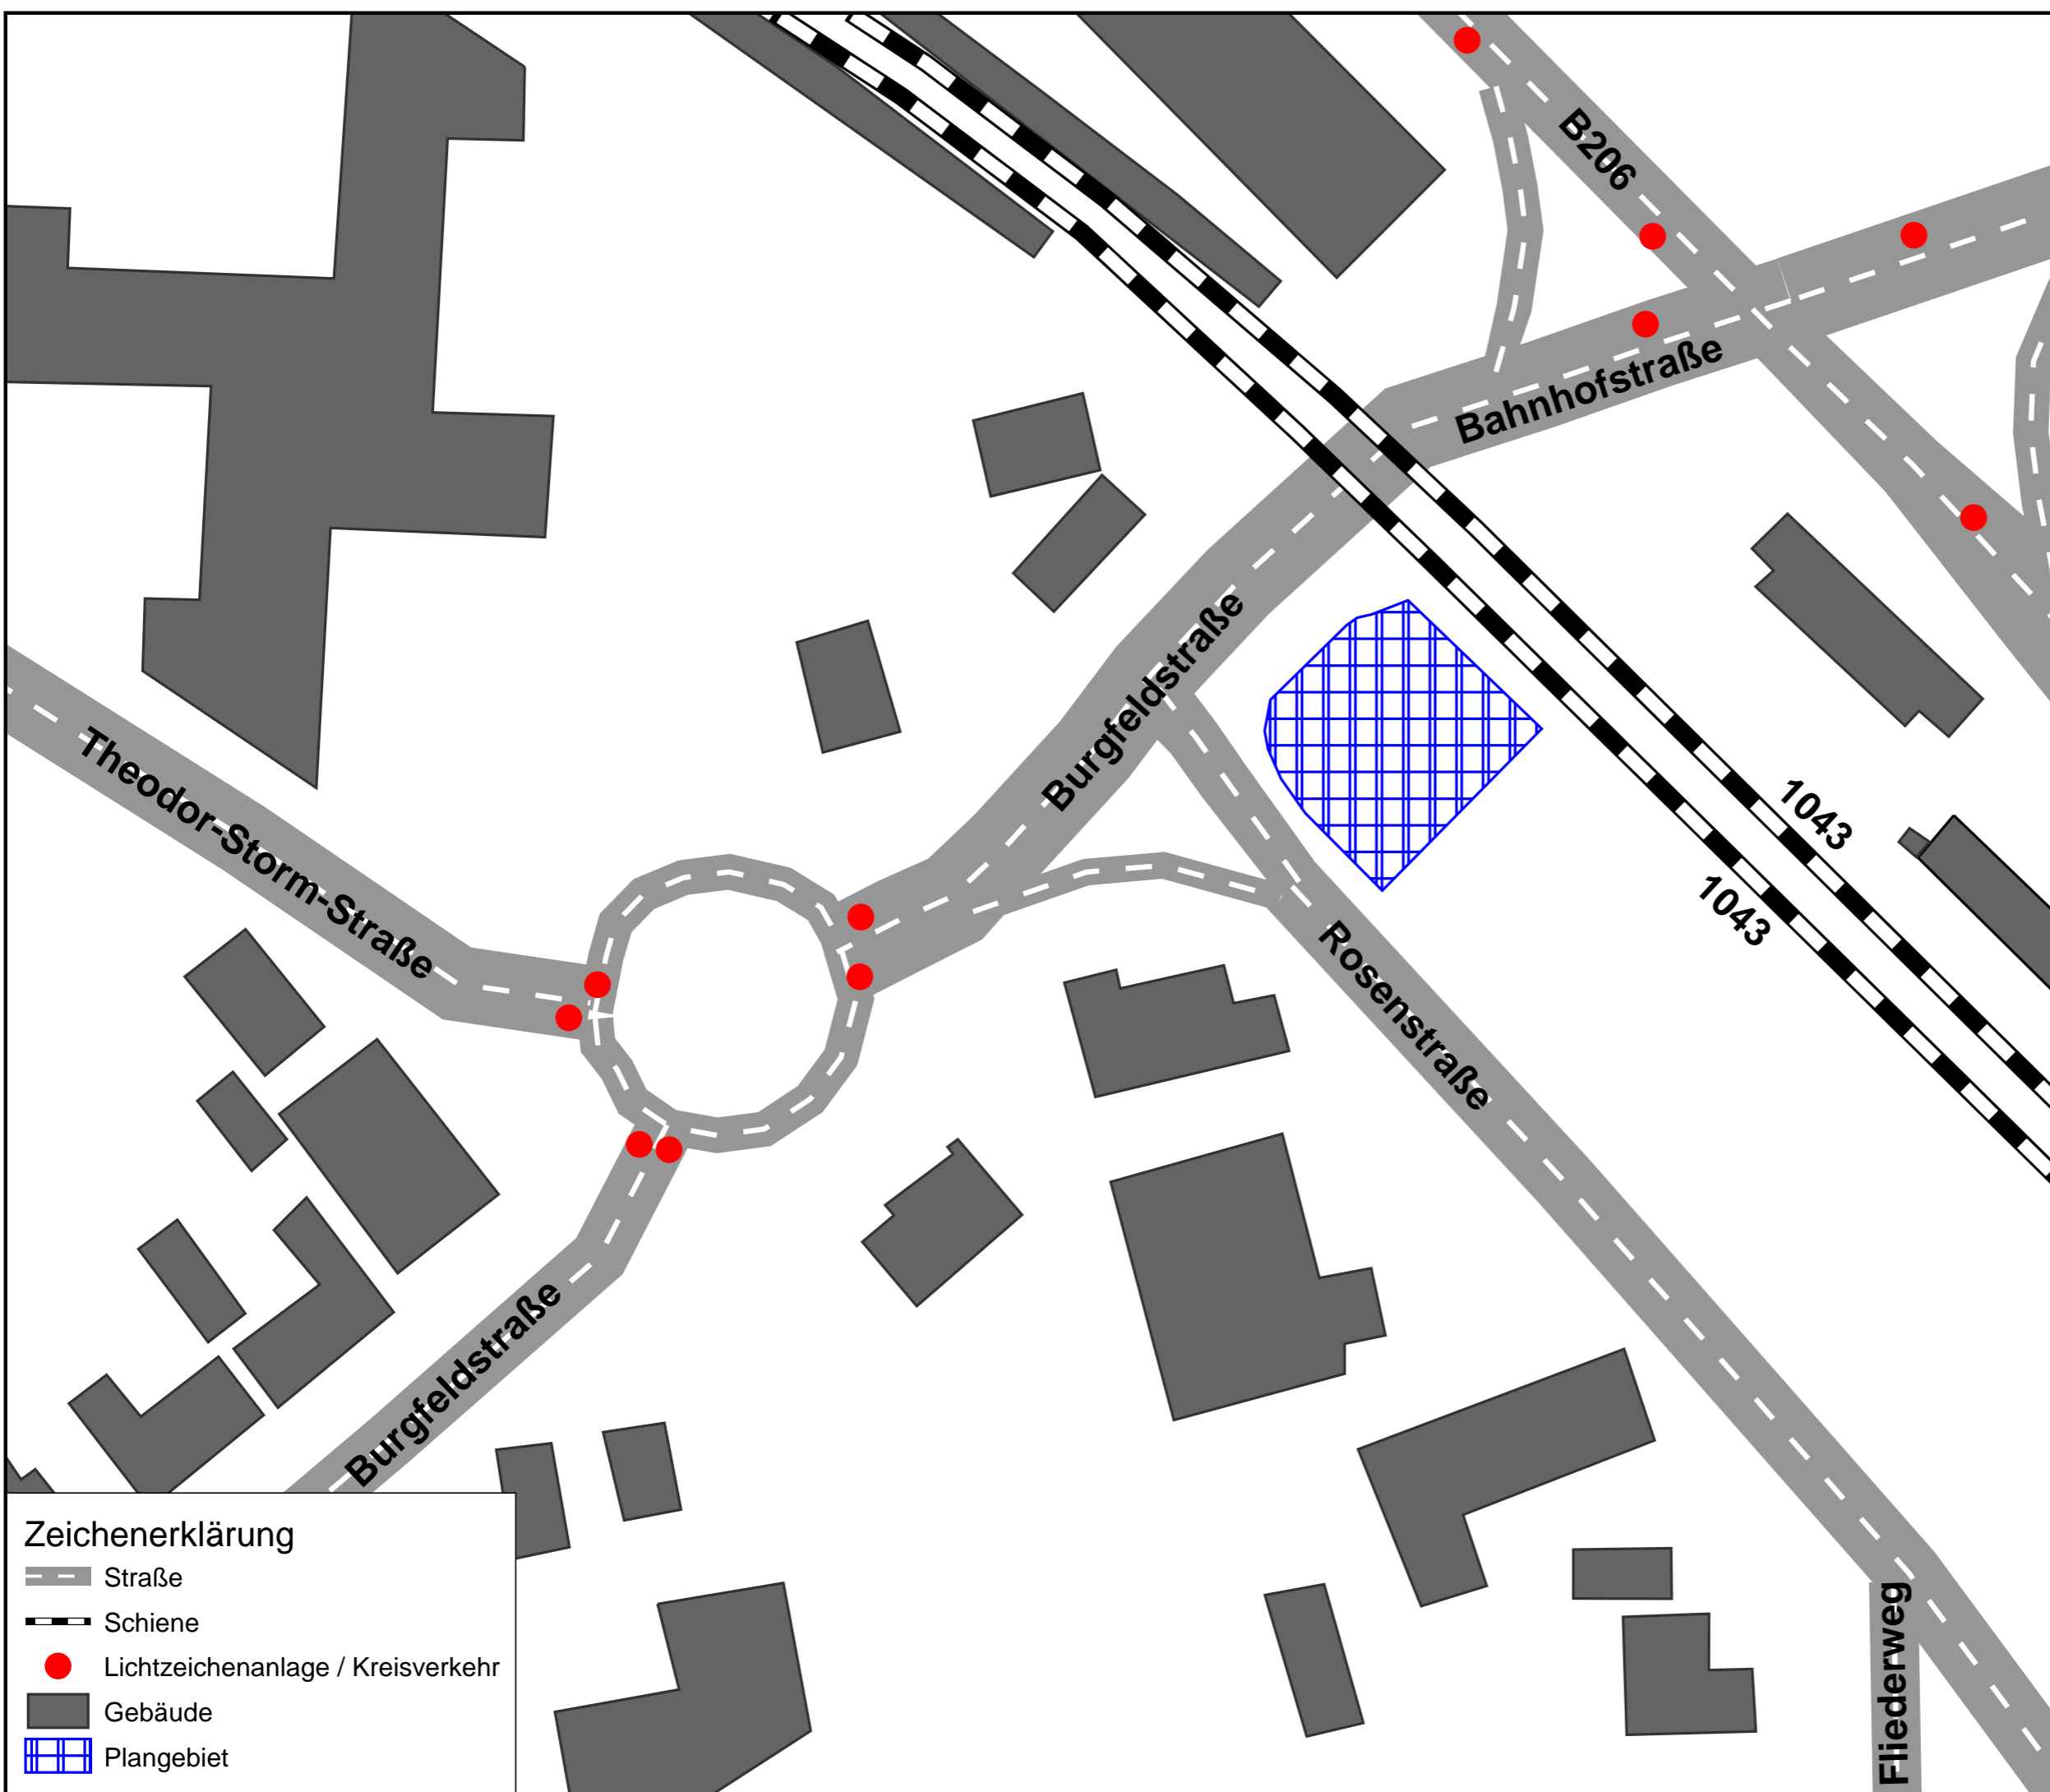 B206
Bahnhofstraße
Burgfeldstraße
Theodor-Storm-Straße
1043
1043
Rosenstraße
Burgfeldstraße
Fliederweg
Zeichenerklärung
Straße
Schiene
Lichtzeichenanlage / Kreisverkehr
Gebäude
Plangebiet